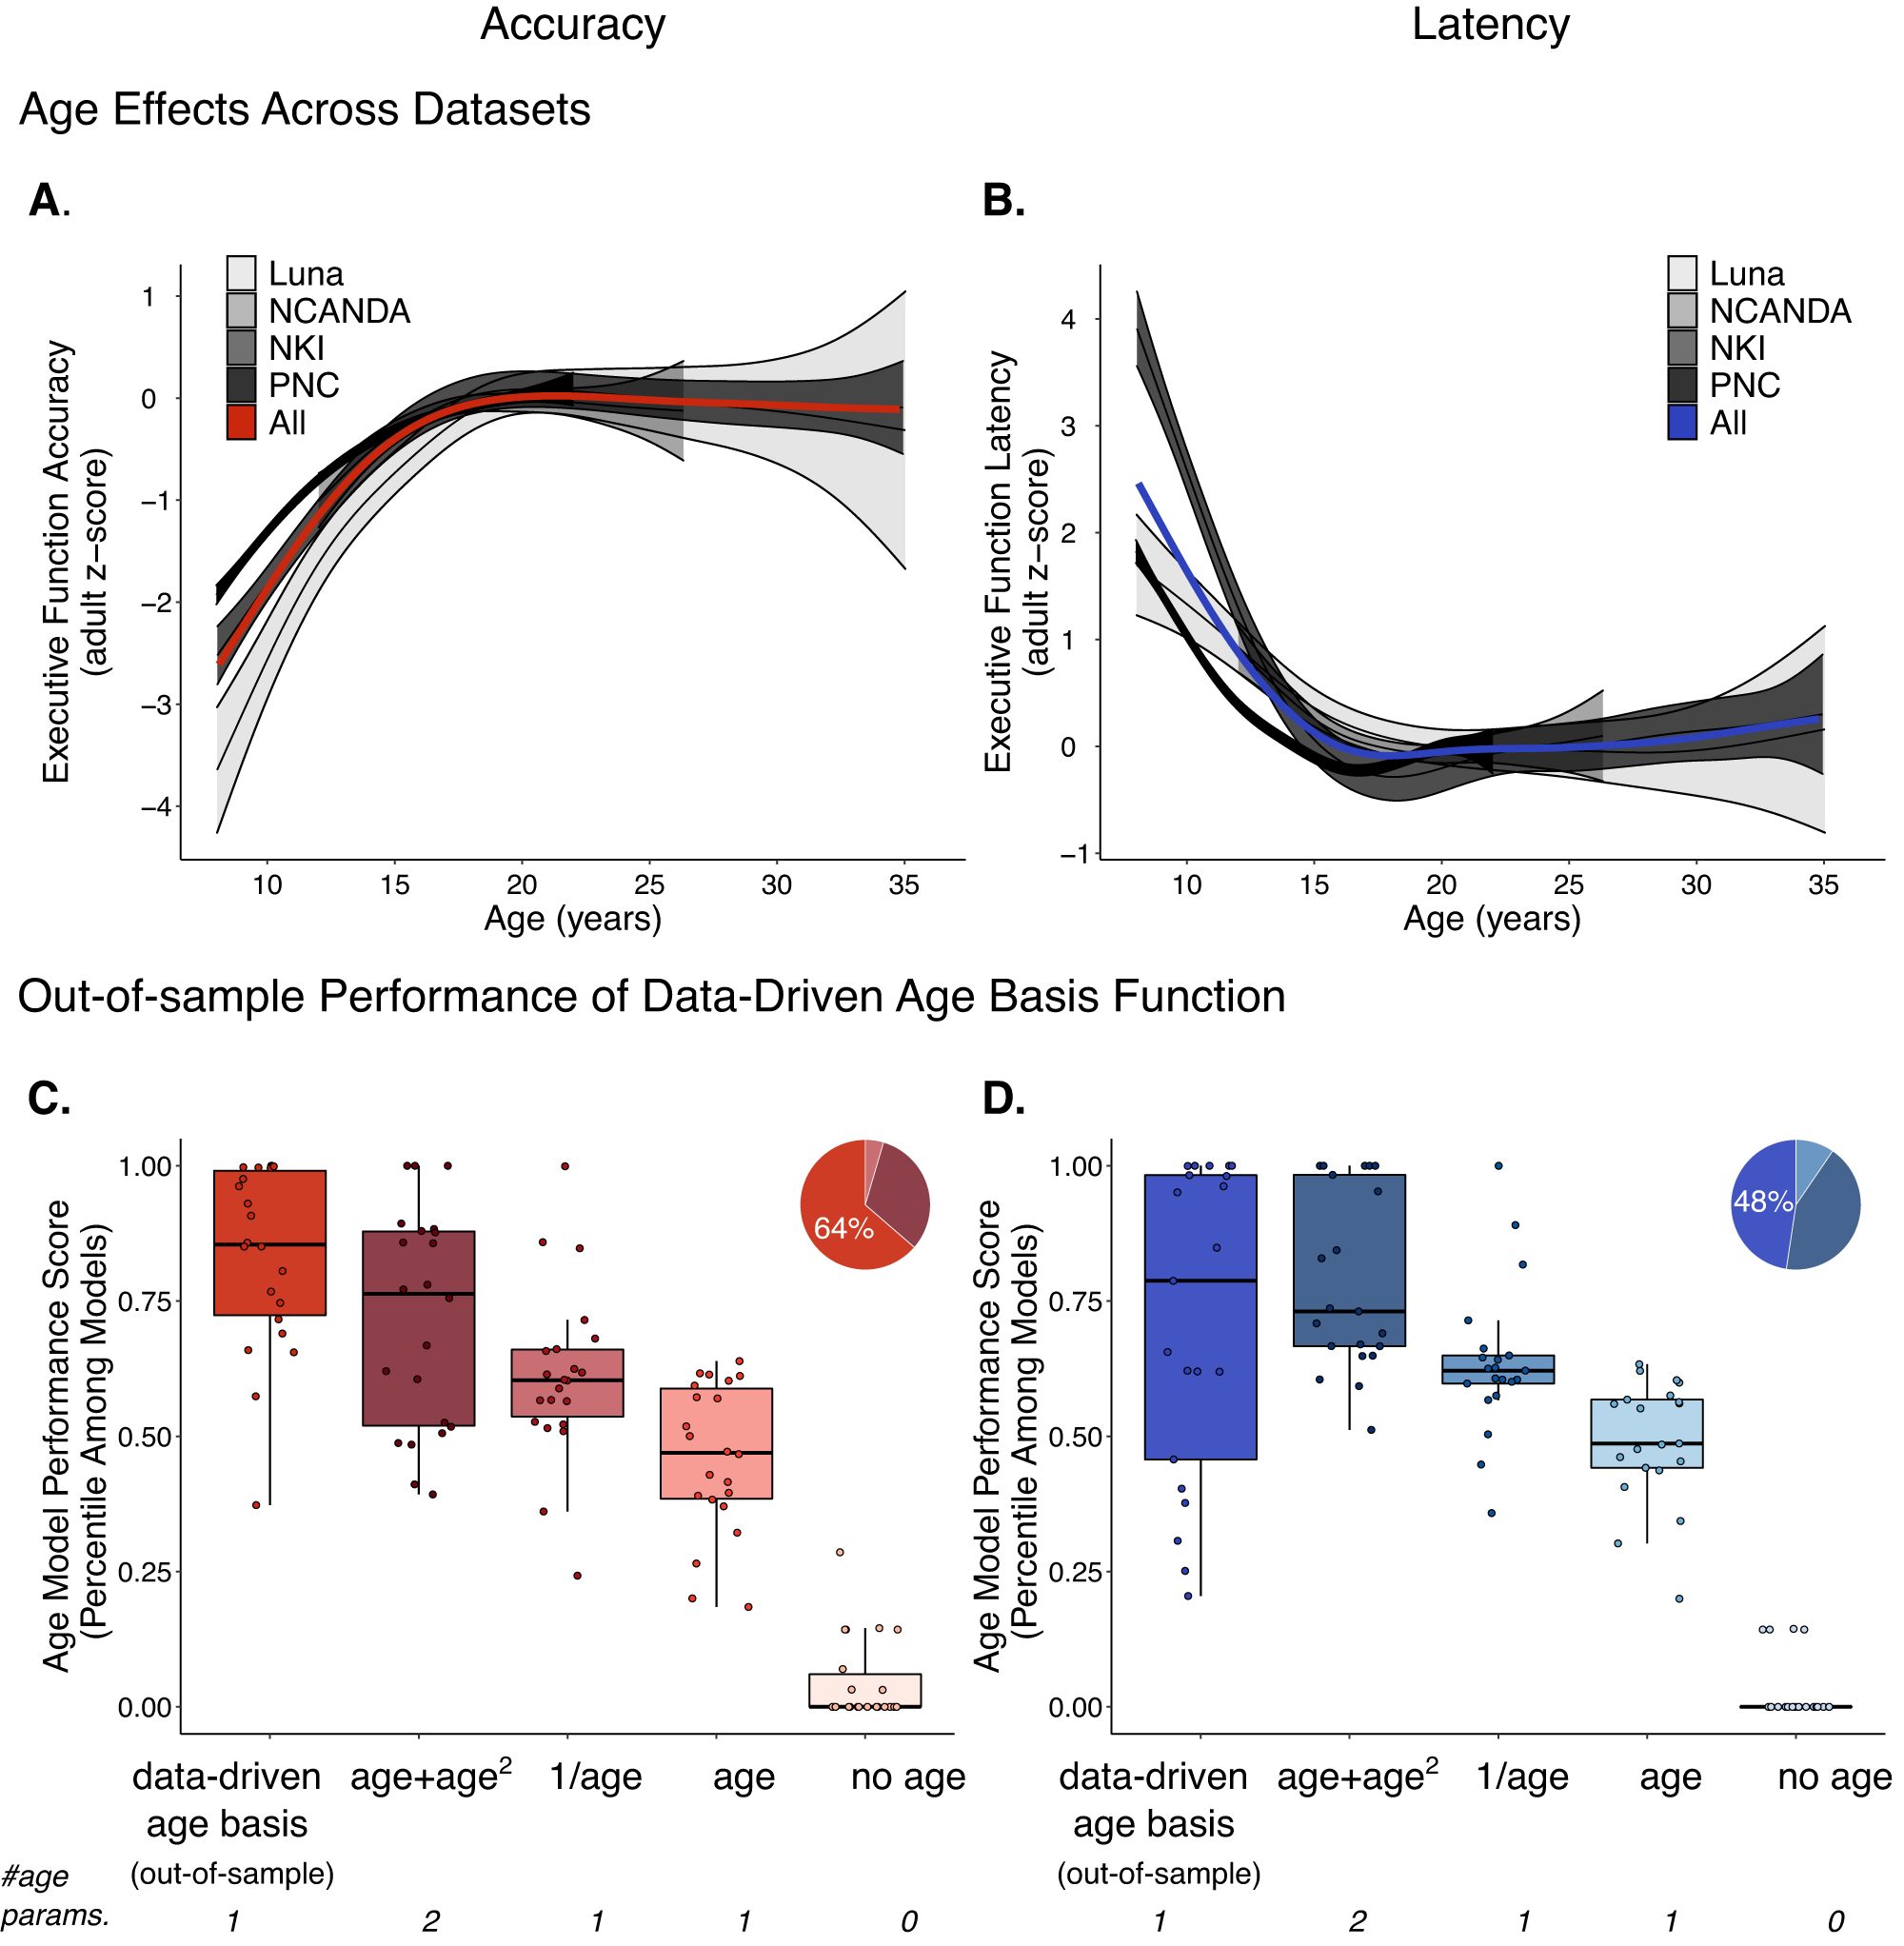 Accuracy
Latency
Age Effects Across Datasets
A.
Luna
NCANDA
NKI
PNC
All
Executive Function Accuracy
(adult z−score)
1
0
−1
−2
−3
−4
10 15 20 25 30 35
Age (years)
B.
Luna
NCANDA
NKI
PNC
All
Executive Function Latency
(adult z−score)
4
3
2
1
0
−1
10 15 20 25 30 35
Age (years)
Out-of-sample Performance of Data-Driven Age Basis Function
C.
Age Model Performance Score
(Percentile Among Models)
1.00
0.75
0.50
0.25
0.00
64%
data-driven age+age² 1/age age no age
age basis
(out-of-sample)
#age
params. 1 2 1 1 0
D.
Age Model Performance Score
(Percentile Among Models)
1.00
0.75
0.50
0.25
0.00
48%
data-driven age+age² 1/age age no age
age basis
(out-of-sample)
1 2 1 1 0